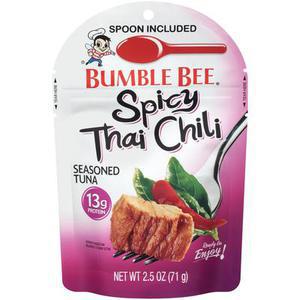 SPOON INCLUDED
BUMBLE BEE®
Spicy
Thai Chili
SEASONED
TUNA
13g
PROTEIN
Ready to
Enjoy!
NET WT 2.5 OZ (71 g)